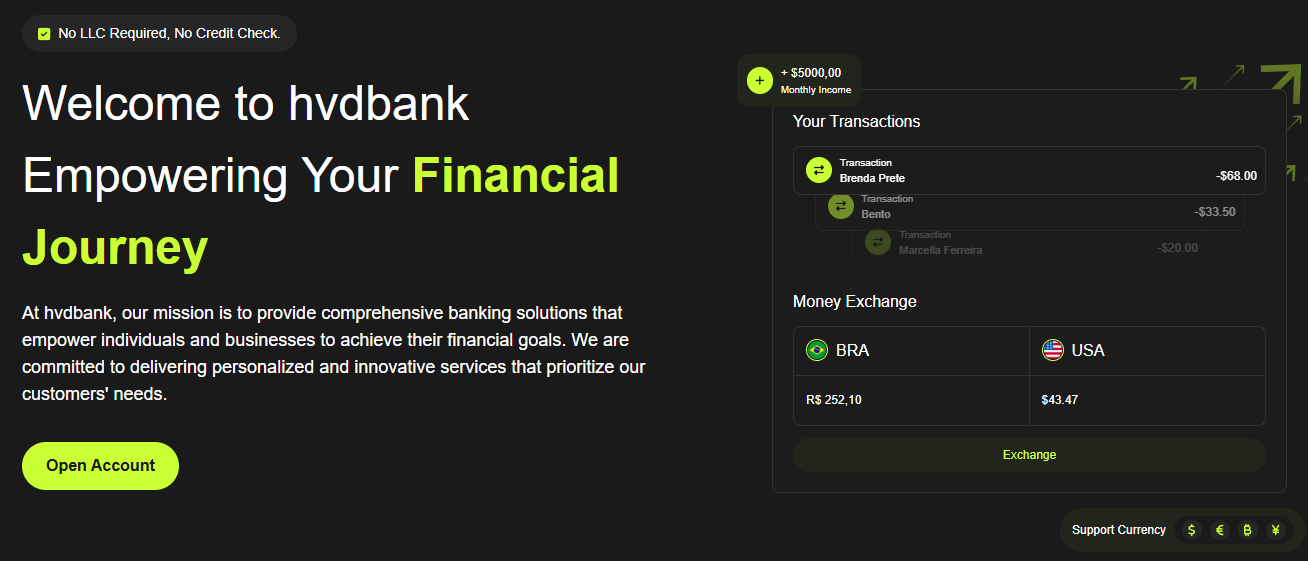 No LLC Required, No Credit Check.
Welcome to hvdbank
Empowering Your Financial
Journey
At hvdbank, our mission is to provide comprehensive banking solutions that
empower individuals and businesses to achieve their financial goals. We are
committed to delivering personalized and innovative services that prioritize our
customers' needs.
Open Account
+ $5000,00
Monthly Income
Your Transactions
Transaction
Brenda Prete
-$68.00
Transaction
Bento
-$33.50
Transaction
Marcella Ferreira
-$20.00
Money Exchange
BRA
USA
R$ 252,10
$43.47
Exchange
Support Currency $ € ₿ ¥